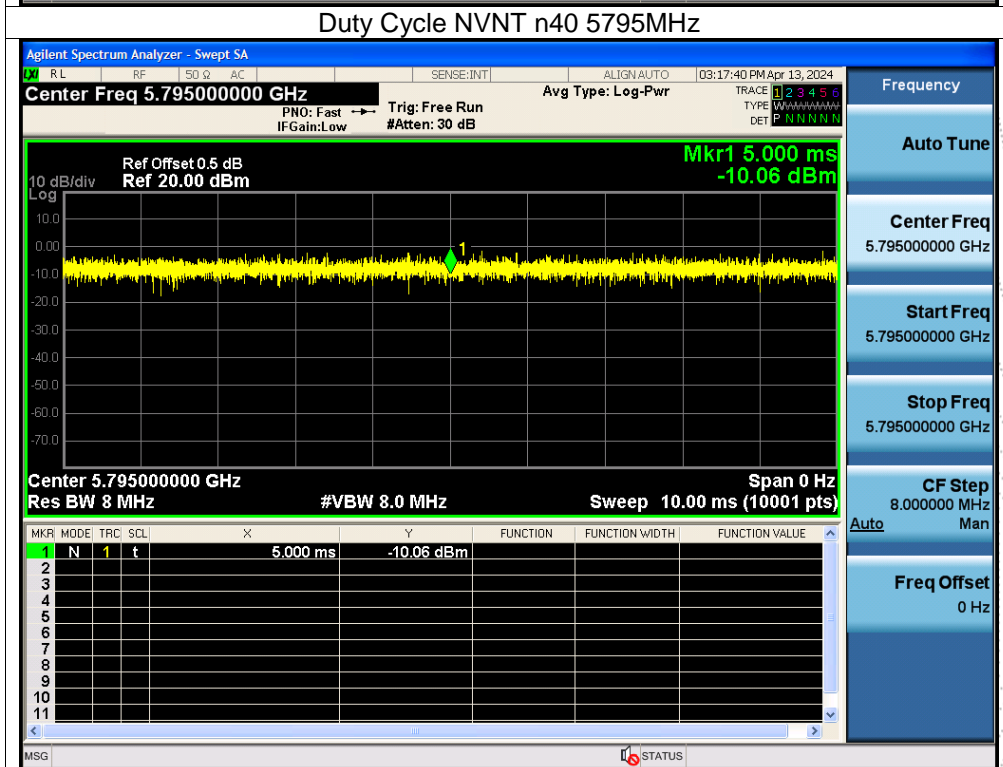 Duty Cycle NVNT n40 5795MHz
Agilent Spectrum Analyzer - Swept SA
LXI RL RF 50 Ω AC SENSE:INT ALIGN AUTO 03:17:40 PM Apr 13, 2024
Center Freq 5.795000000 GHz
PNO: Fast
IFGain:Low
Trig: Free Run
#Atten: 30 dB
Avg Type: Log-Pwr
TRACE 1 2 3 4 5 6
TYPE WWWWWWW
DET P N N N N N
Ref Offset 0.5 dB
10 dB/div Ref 20.00 dBm
Log
Mkr1 5.000 ms
-10.06 dBm
10.0
0.00
-10.0
-20.0
-30.0
-40.0
-50.0
-60.0
-70.0
1
Center 5.795000000 GHz Span 0 Hz
Res BW 8 MHz #VBW 8.0 MHz Sweep 10.00 ms (10001 pts)
MKR MODE TRC SCL X Y FUNCTION FUNCTION WIDTH FUNCTION VALUE
1 N 1 t 5.000 ms -10.06 dBm
2
3
4
5
6
7
8
9
10
11
MSG STATUS
Frequency
Auto Tune
Center Freq
5.795000000 GHz
Start Freq
5.795000000 GHz
Stop Freq
5.795000000 GHz
CF Step
8.000000 MHz
Auto Man
Freq Offset
0 Hz